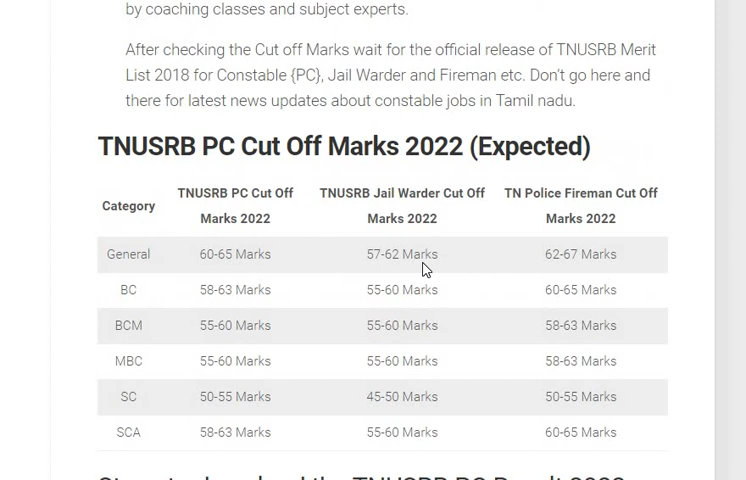 by coaching classes and subject experts.
After checking the Cut off Marks wait for the official release of TNUSRB Merit
List 2018 for Constable {PC}, Jail Warder and Fireman etc. Don't go here and
there for latest news updates about constable jobs in Tamil nadu.
TNUSRB PC Cut Off Marks 2022 (Expected)
Category TNUSRB PC Cut Off Marks 2022 TNUSRB Jail Warder Cut Off Marks 2022 TN Police Fireman Cut Off Marks 2022
General 60-65 Marks 57-62 Marks 62-67 Marks
BC 58-63 Marks 55-60 Marks 60-65 Marks
BCM 55-60 Marks 55-60 Marks 58-63 Marks
MBC 55-60 Marks 55-60 Marks 58-63 Marks
SC 50-55 Marks 45-50 Marks 50-55 Marks
SCA 58-63 Marks 55-60 Marks 60-65 Marks